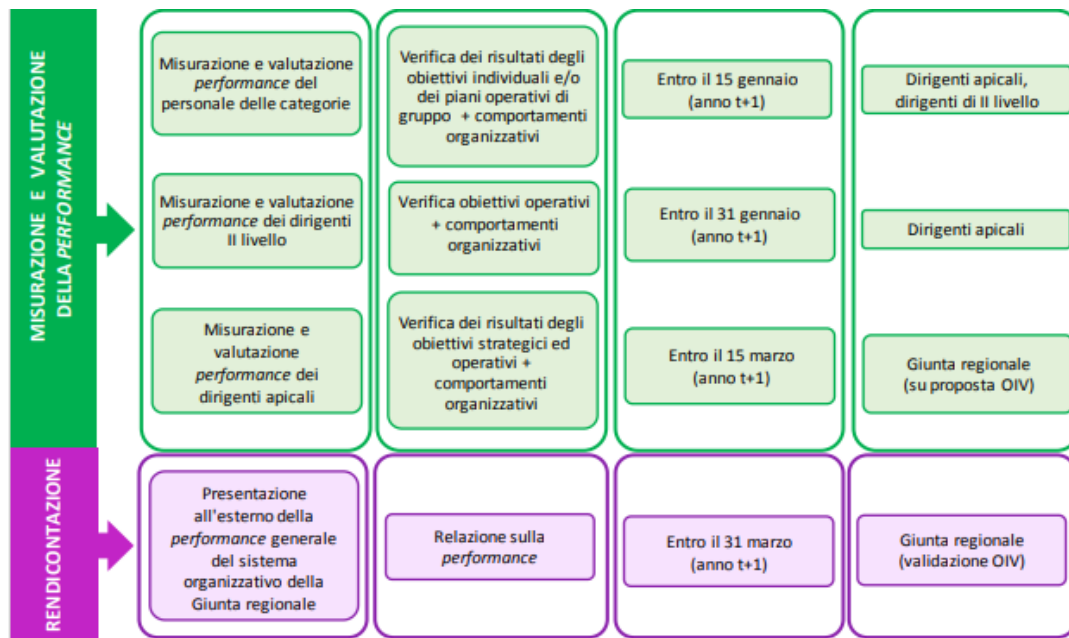 MISURAZIONE E VALUTAZIONE
DELLA PERFORMANCE
Misurazione e valutazione
performance del
personale delle categorie
Verifica dei risultati degli
obiettivi individuali e/o
dei piani operativi di
gruppo + comportamenti
organizzativi
Entro il 15 gennaio
(anno t+1)
Dirigenti apicali,
dirigenti di II livello
Misurazione e valutazione
performance dei dirigenti
II livello
Verifica obiettivi operativi
+ comportamenti
organizzativi
Entro il 31 gennaio
(anno t+1)
Dirigenti apicali
Misurazione e
valutazione
performance dei
dirigenti apicali
Verifica dei risultati degli
obiettivi strategici ed
operativi +
comportamenti
organizzativi
Entro il 15 marzo
(anno t+1)
Giunta regionale
(su proposta OIV)
RENDICONTAZIONE
Presentazione
all'esterno della
performance generale
del sistema
organizzativo della
Giunta regionale
Relazione sulla
performance
Entro il 31 marzo
(anno t+1)
Giunta regionale
(validazione OIV)